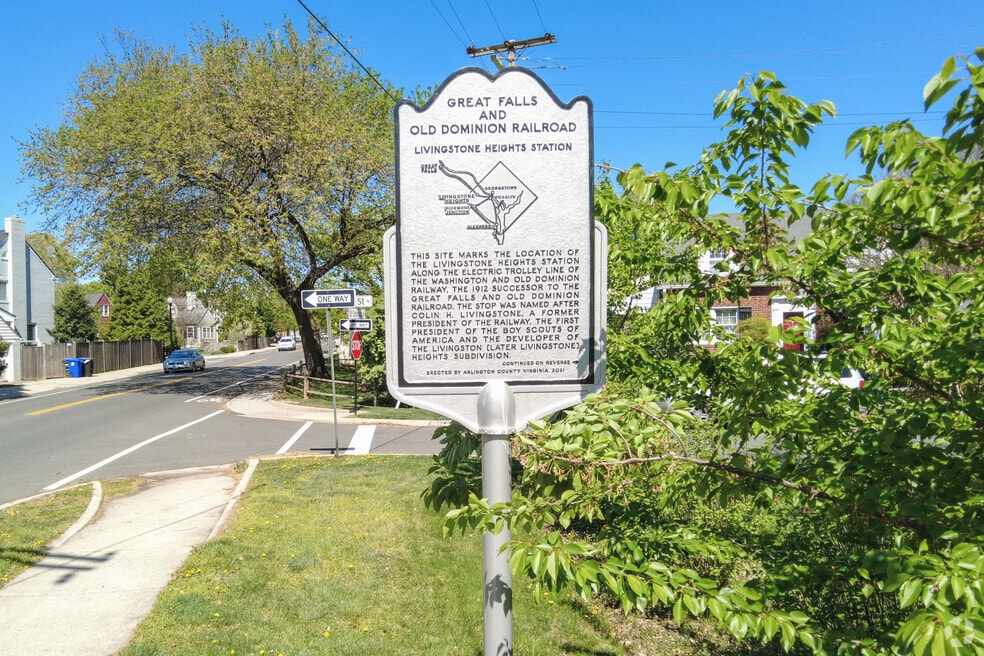 GREAT FALLS
AND
OLD DOMINION RAILROAD
LIVINGSTONE HEIGHTS STATION
GREAT
FALLS
GEORGETOWN
LIVINGSTONE
HEIGHTS
ROSSLYN
BLUEMONT
JUNCTION
ALEXANDRIA
THIS SITE MARKS THE LOCATION OF
THE LIVINGSTONE HEIGHTS STATION
ALONG THE ELECTRIC TROLLEY LINE OF
THE WASHINGTON AND OLD DOMINION
RAILWAY, THE 1912 SUCCESSOR TO THE
GREAT FALLS AND OLD DOMINION
RAILROAD. THE STOP WAS NAMED AFTER
COLIN H. LIVINGSTONE, A FORMER
PRESIDENT OF THE RAILWAY, THE FIRST
PRESIDENT OF THE BOY SCOUTS OF
AMERICA AND THE DEVELOPER OF
THE LIVINGSTON (LATER LIVINGSTONE)
HEIGHTS SUBDIVISION.
CONTINUED ON REVERSE
ERECTED BY ARLINGTON COUNTY VIRGINIA 2021
ONE WAY
St